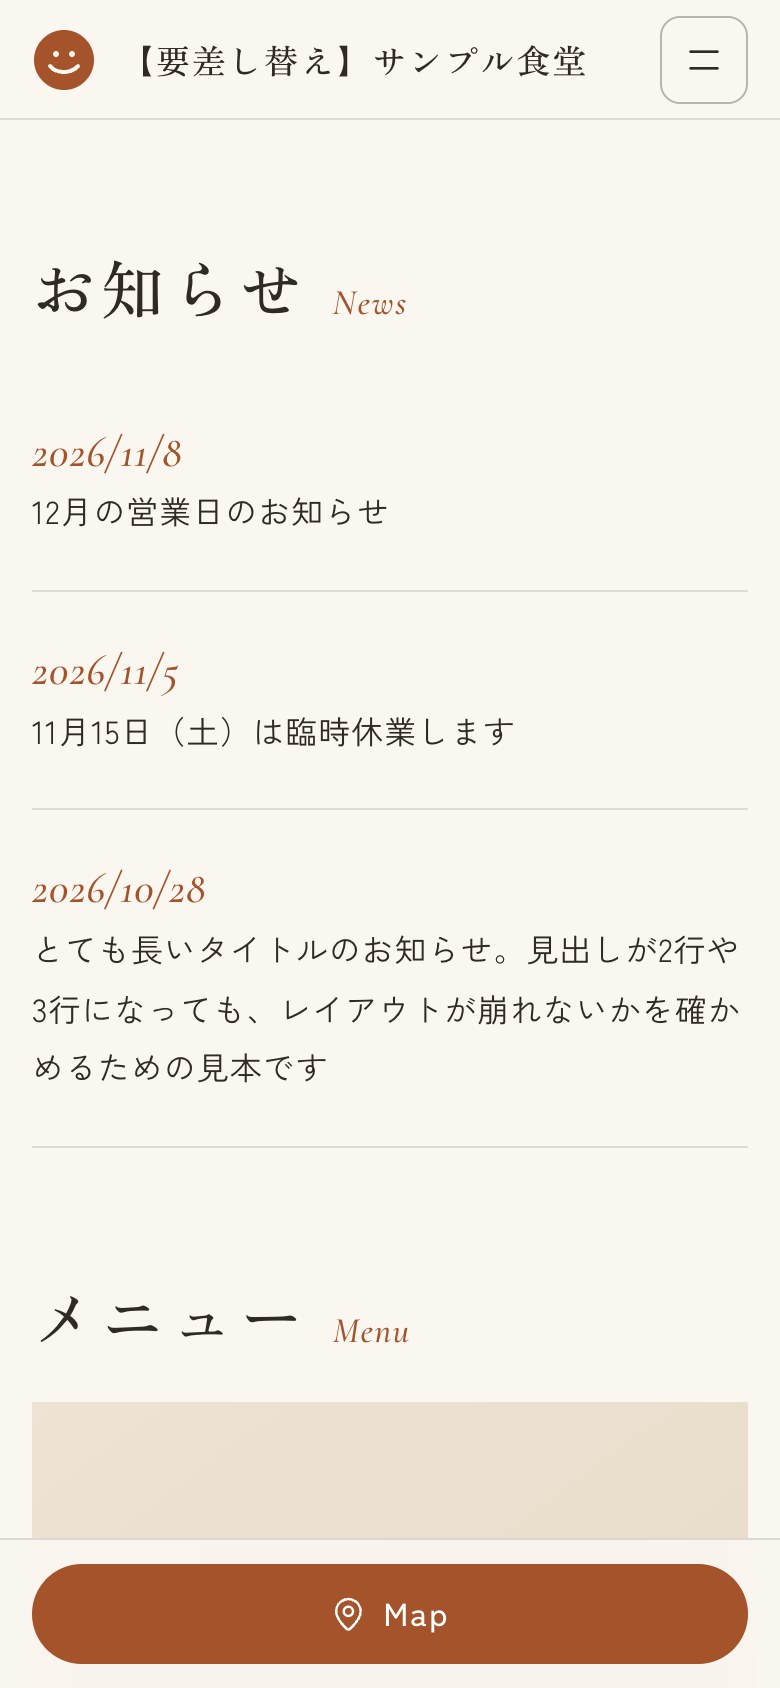 【要差し替え】サンプル食堂
お知らせ News
2026/11/8
12月の営業日のお知らせ
2026/11/5
11月15日（土）は臨時休業します
2026/10/28
とても長いタイトルのお知らせ。見出しが2行や
3行になっても、レイアウトが崩れないかを確か
めるための見本です
メニュー Menu
Map